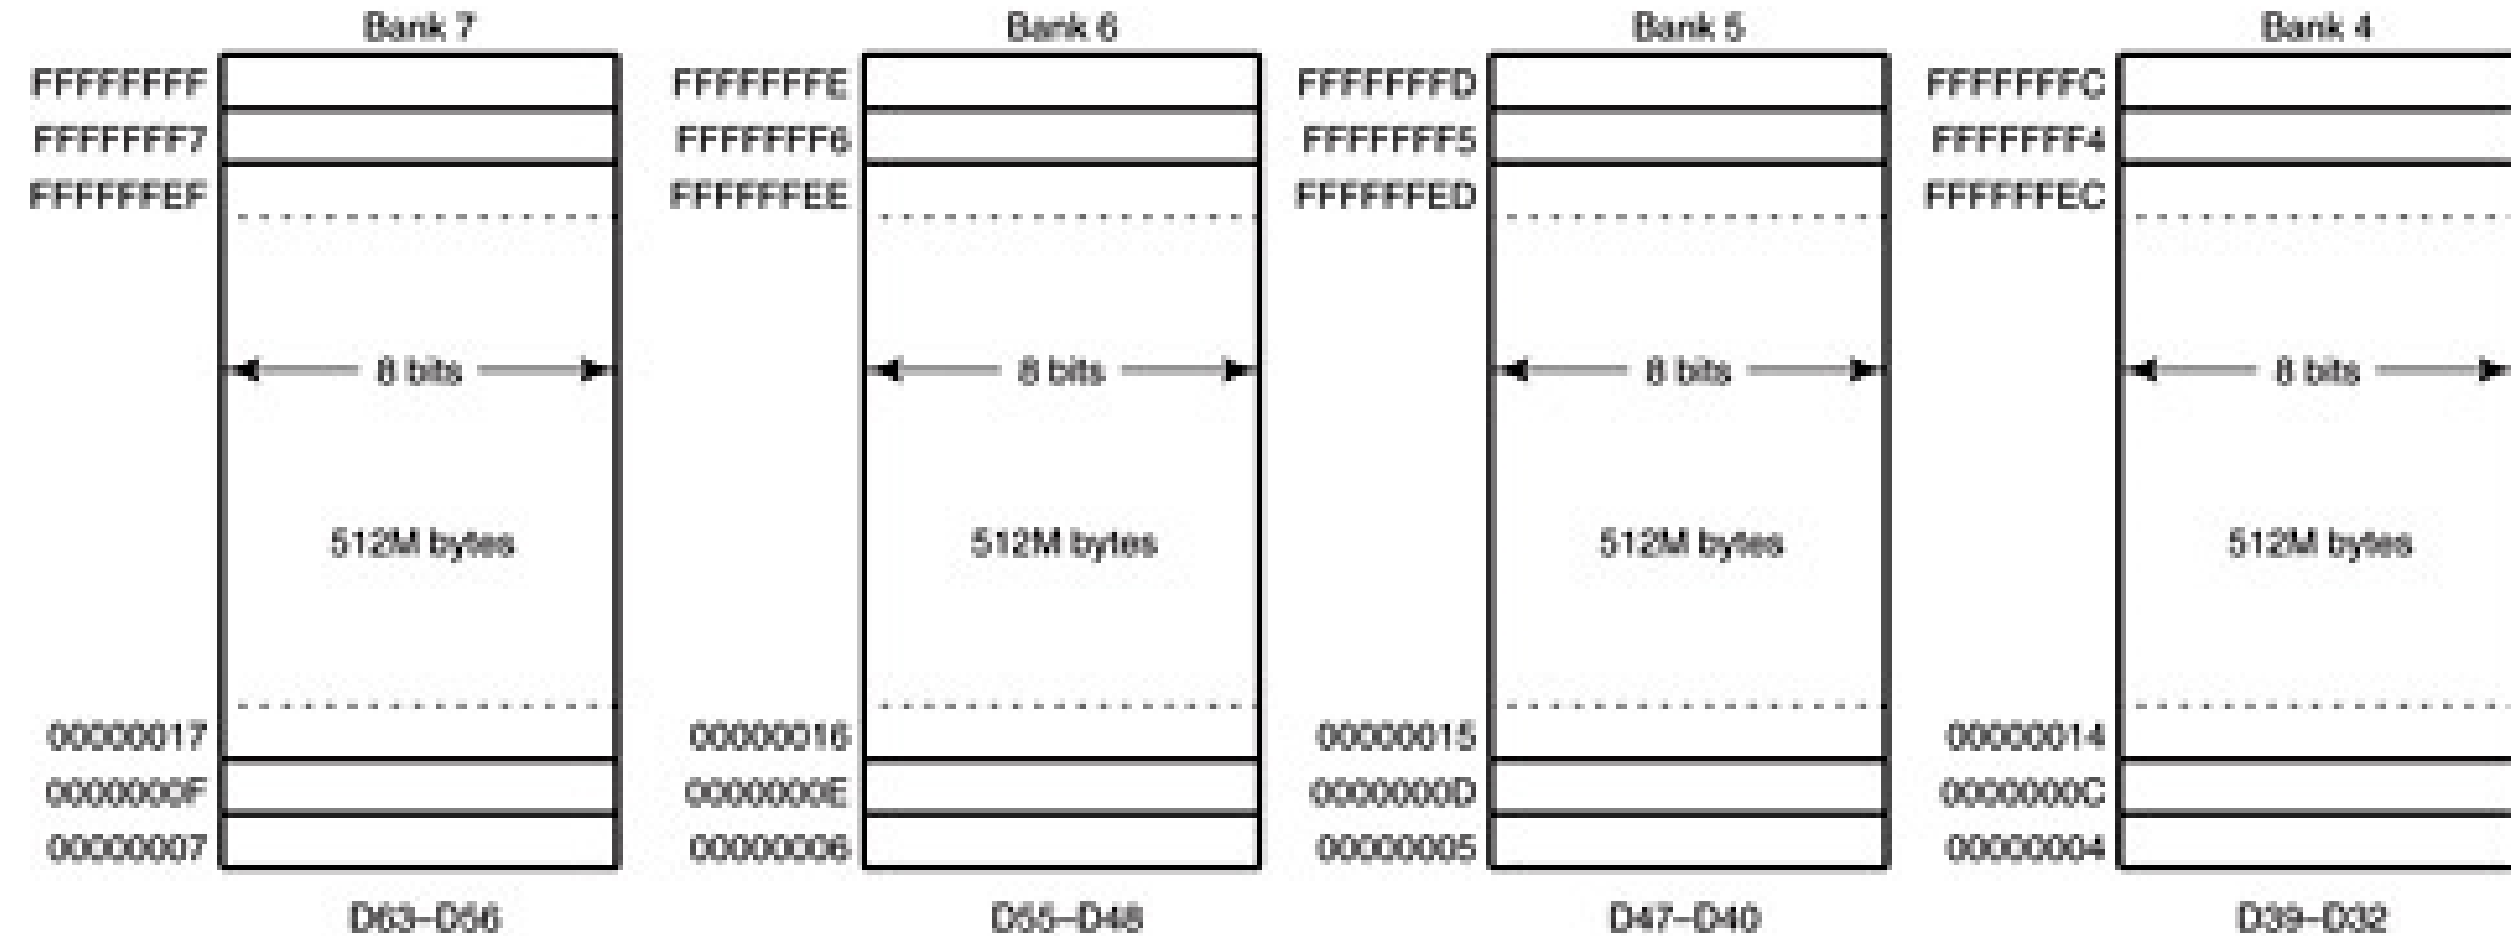 Bank 7 Bank 6 Bank 5 Bank 4
FFFFFFFF FFFFFFFE FFFFFFFD FFFFFFFC
FFFFFFF7 FFFFFFF6 FFFFFFF5 FFFFFFF4
FFFFFFEF FFFFFFEE FFFFFFED FFFFFFEC
8 bits 8 bits 8 bits 8 bits
512M bytes 512M bytes 512M bytes 512M bytes
00000017 00000016 00000015 00000014
0000000F 0000000E 0000000D 0000000C
00000007 00000006 00000005 00000004
D63–D56 D55–D48 D47–D40 D39–D32